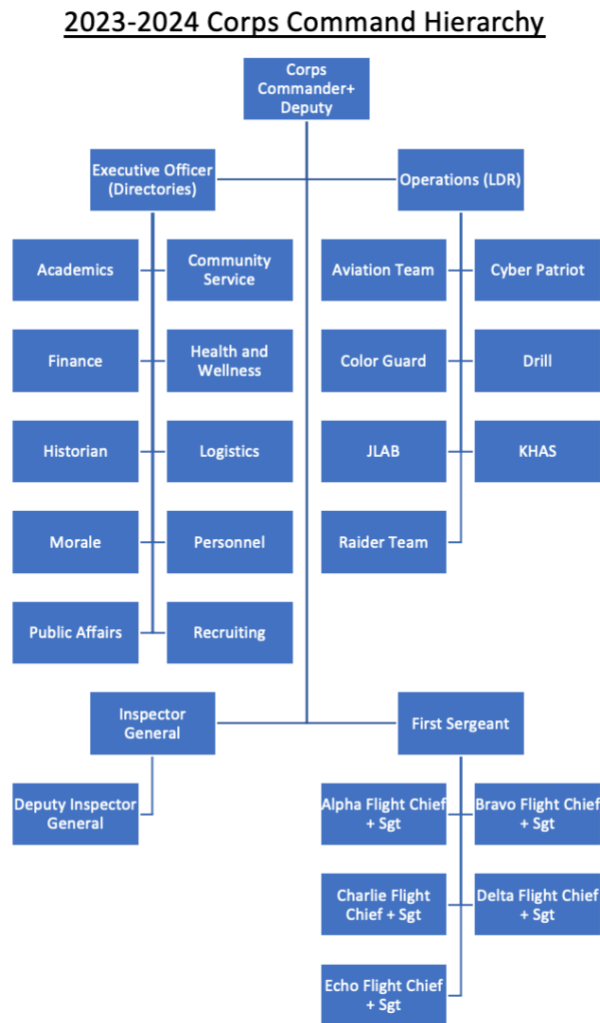 2023-2024 Corps Command Hierarchy
Corps
Commander+
Deputy
Executive Officer
(Directories)
Operations (LDR)
Academics
Community
Service
Aviation Team
Cyber Patriot
Finance
Health and
Wellness
Color Guard
Drill
Historian
Logistics
JLAB
KHAS
Morale
Personnel
Raider Team
Public Affairs
Recruiting
Inspector
General
First Sergeant
Deputy Inspector
General
Alpha Flight Chief
+ Sgt
Bravo Flight Chief
+ Sgt
Charlie Flight
Chief + Sgt
Delta Flight Chief
+ Sgt
Echo Flight Chief
+ Sgt